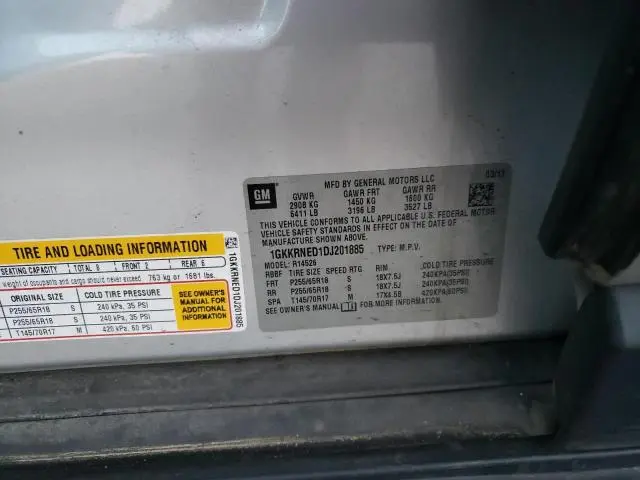 GM
MFD BY GENERAL MOTORS LLC
GVWR GAWR FRT GAWR RR
2908 KG 1450 KG 1600 KG
6411 LB 3196 LB 3527 LB
THIS VEHICLE CONFORMS TO ALL APPLICABLE U.S. FEDERAL MOTOR
VEHICLE SAFETY, BUMPER, AND THEFT PREVENTION STANDARDS
IN EFFECT ON THE DATE OF
MANUFACTURE SHOWN ABOVE.
1GKKRNED1DJ201885 TYPE: M.P.V.
MODEL: R14526
RBBF TIRE SIZE SPEED RTG RIM COLD TIRE PRESSURE
FRT P255/65R18 S 18X7.5J 240KPA(35PSI)
RR P255/65R18 S 18X7.5J 240KPA(35PSI)
SPA T145/70R17 M 17X4.5B 420KPA(60PSI)
SEE OWNER'S MANUAL FOR MORE INFORMATION.
TIRE AND LOADING INFORMATION
SEATING CAPACITY TOTAL 8 FRONT 2 REAR 6
of occupants and cargo should never exceed 763 kg or 1681 lbs.
ORIGINAL SIZE COLD TIRE PRESSURE
P255/65R18 S 240 kPa, 35 PSI
P255/65R18 S 240 kPa, 35 PSI
T145/70R17 M 420 kPa, 60 PSI
SEE OWNER'S
MANUAL FOR
ADDITIONAL
INFORMATION
1GKKRNED1DJ201885